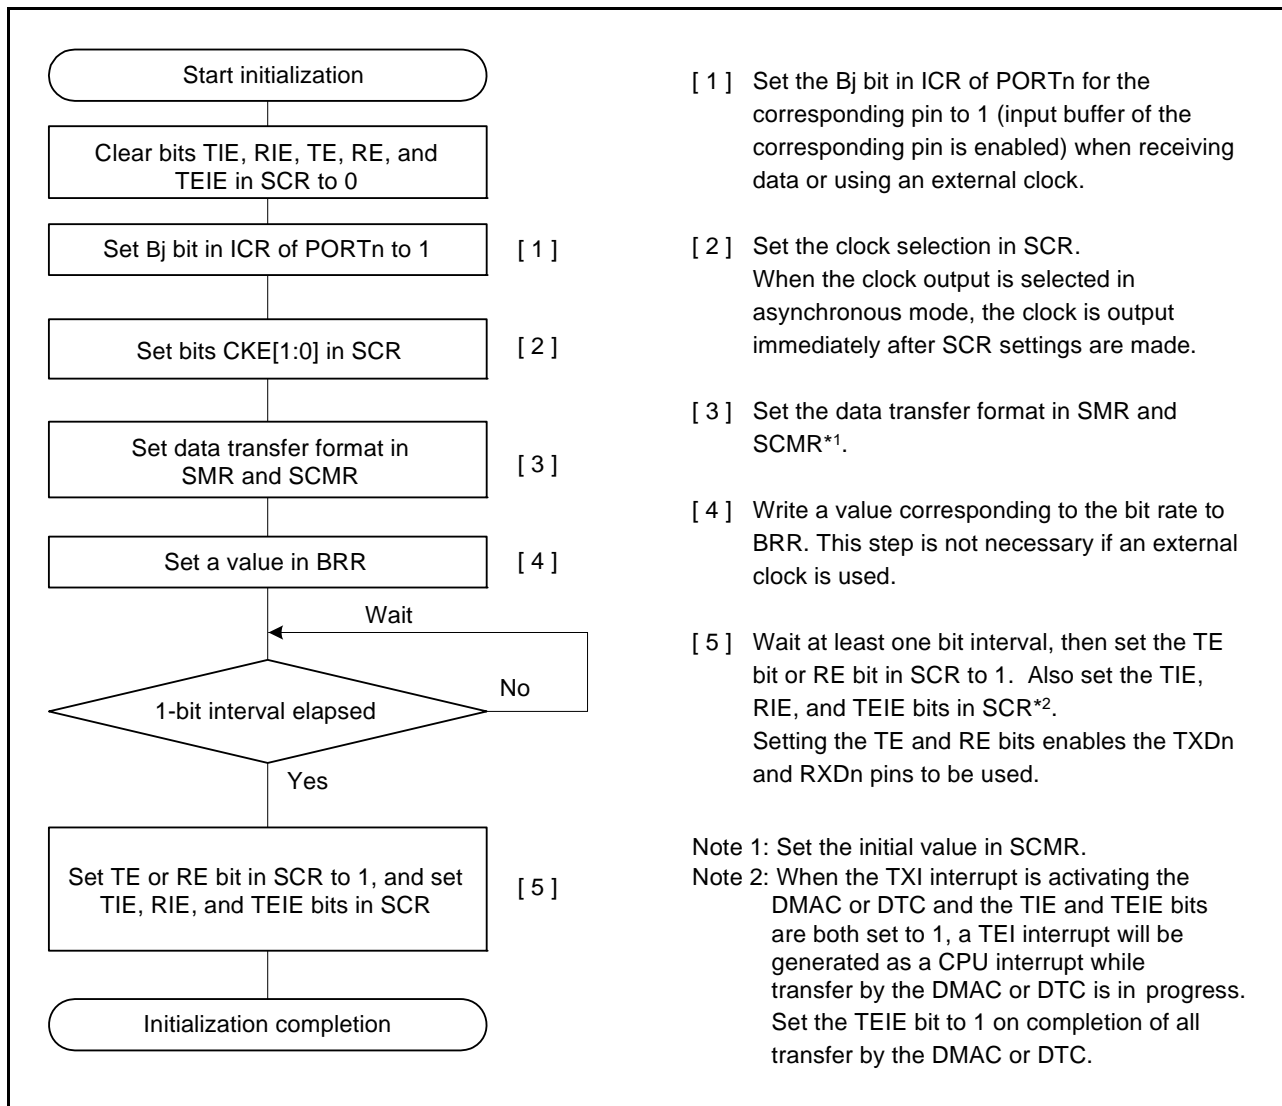 Start initialization
Clear bits TIE, RIE, TE, RE, and
TEIE in SCR to 0
Set Bj bit in ICR of PORTn to 1
[ 1 ]
Set bits CKE[1:0] in SCR
[ 2 ]
Set data transfer format in
SMR and SCMR
[ 3 ]
Set a value in BRR
[ 4 ]
Wait
No
1-bit interval elapsed
Yes
Set TE or RE bit in SCR to 1, and set
TIE, RIE, and TEIE bits in SCR
[ 5 ]
Initialization completion
[ 1 ] Set the Bj bit in ICR of PORTn for the
corresponding pin to 1 (input buffer of the
corresponding pin is enabled) when receiving
data or using an external clock.
[ 2 ] Set the clock selection in SCR.
When the clock output is selected in
asynchronous mode, the clock is output
immediately after SCR settings are made.
[ 3 ] Set the data transfer format in SMR and
SCMR*1.
[ 4 ] Write a value corresponding to the bit rate to
BRR. This step is not necessary if an external
clock is used.
[ 5 ] Wait at least one bit interval, then set the TE
bit or RE bit in SCR to 1. Also set the TIE,
RIE, and TEIE bits in SCR*2.
Setting the TE and RE bits enables the TXDn
and RXDn pins to be used.
Note 1: Set the initial value in SCMR.
Note 2: When the TXI interrupt is activating the
DMAC or DTC and the TIE and TEIE bits
are both set to 1, a TEI interrupt will be
generated as a CPU interrupt while
transfer by the DMAC or DTC is in progress.
Set the TEIE bit to 1 on completion of all
transfer by the DMAC or DTC.